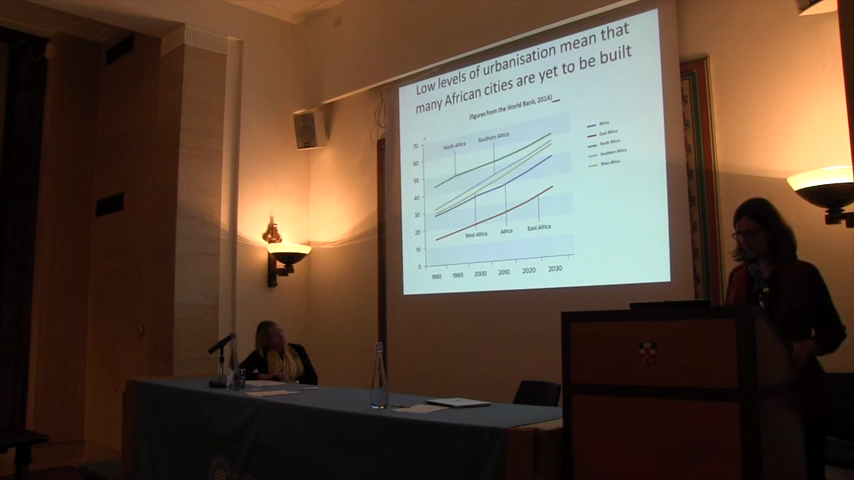 Low levels of urbanisation mean that
many African cities are yet to be built
(figures from the World Bank, 2014)
%
70
60
50
40
30
20
10
0
North Africa
Southern Africa
West Africa
Africa
East Africa
1980 1990 2000 2010 2020 2030
Africa
East Africa
North Africa
Southern Africa
West Africa